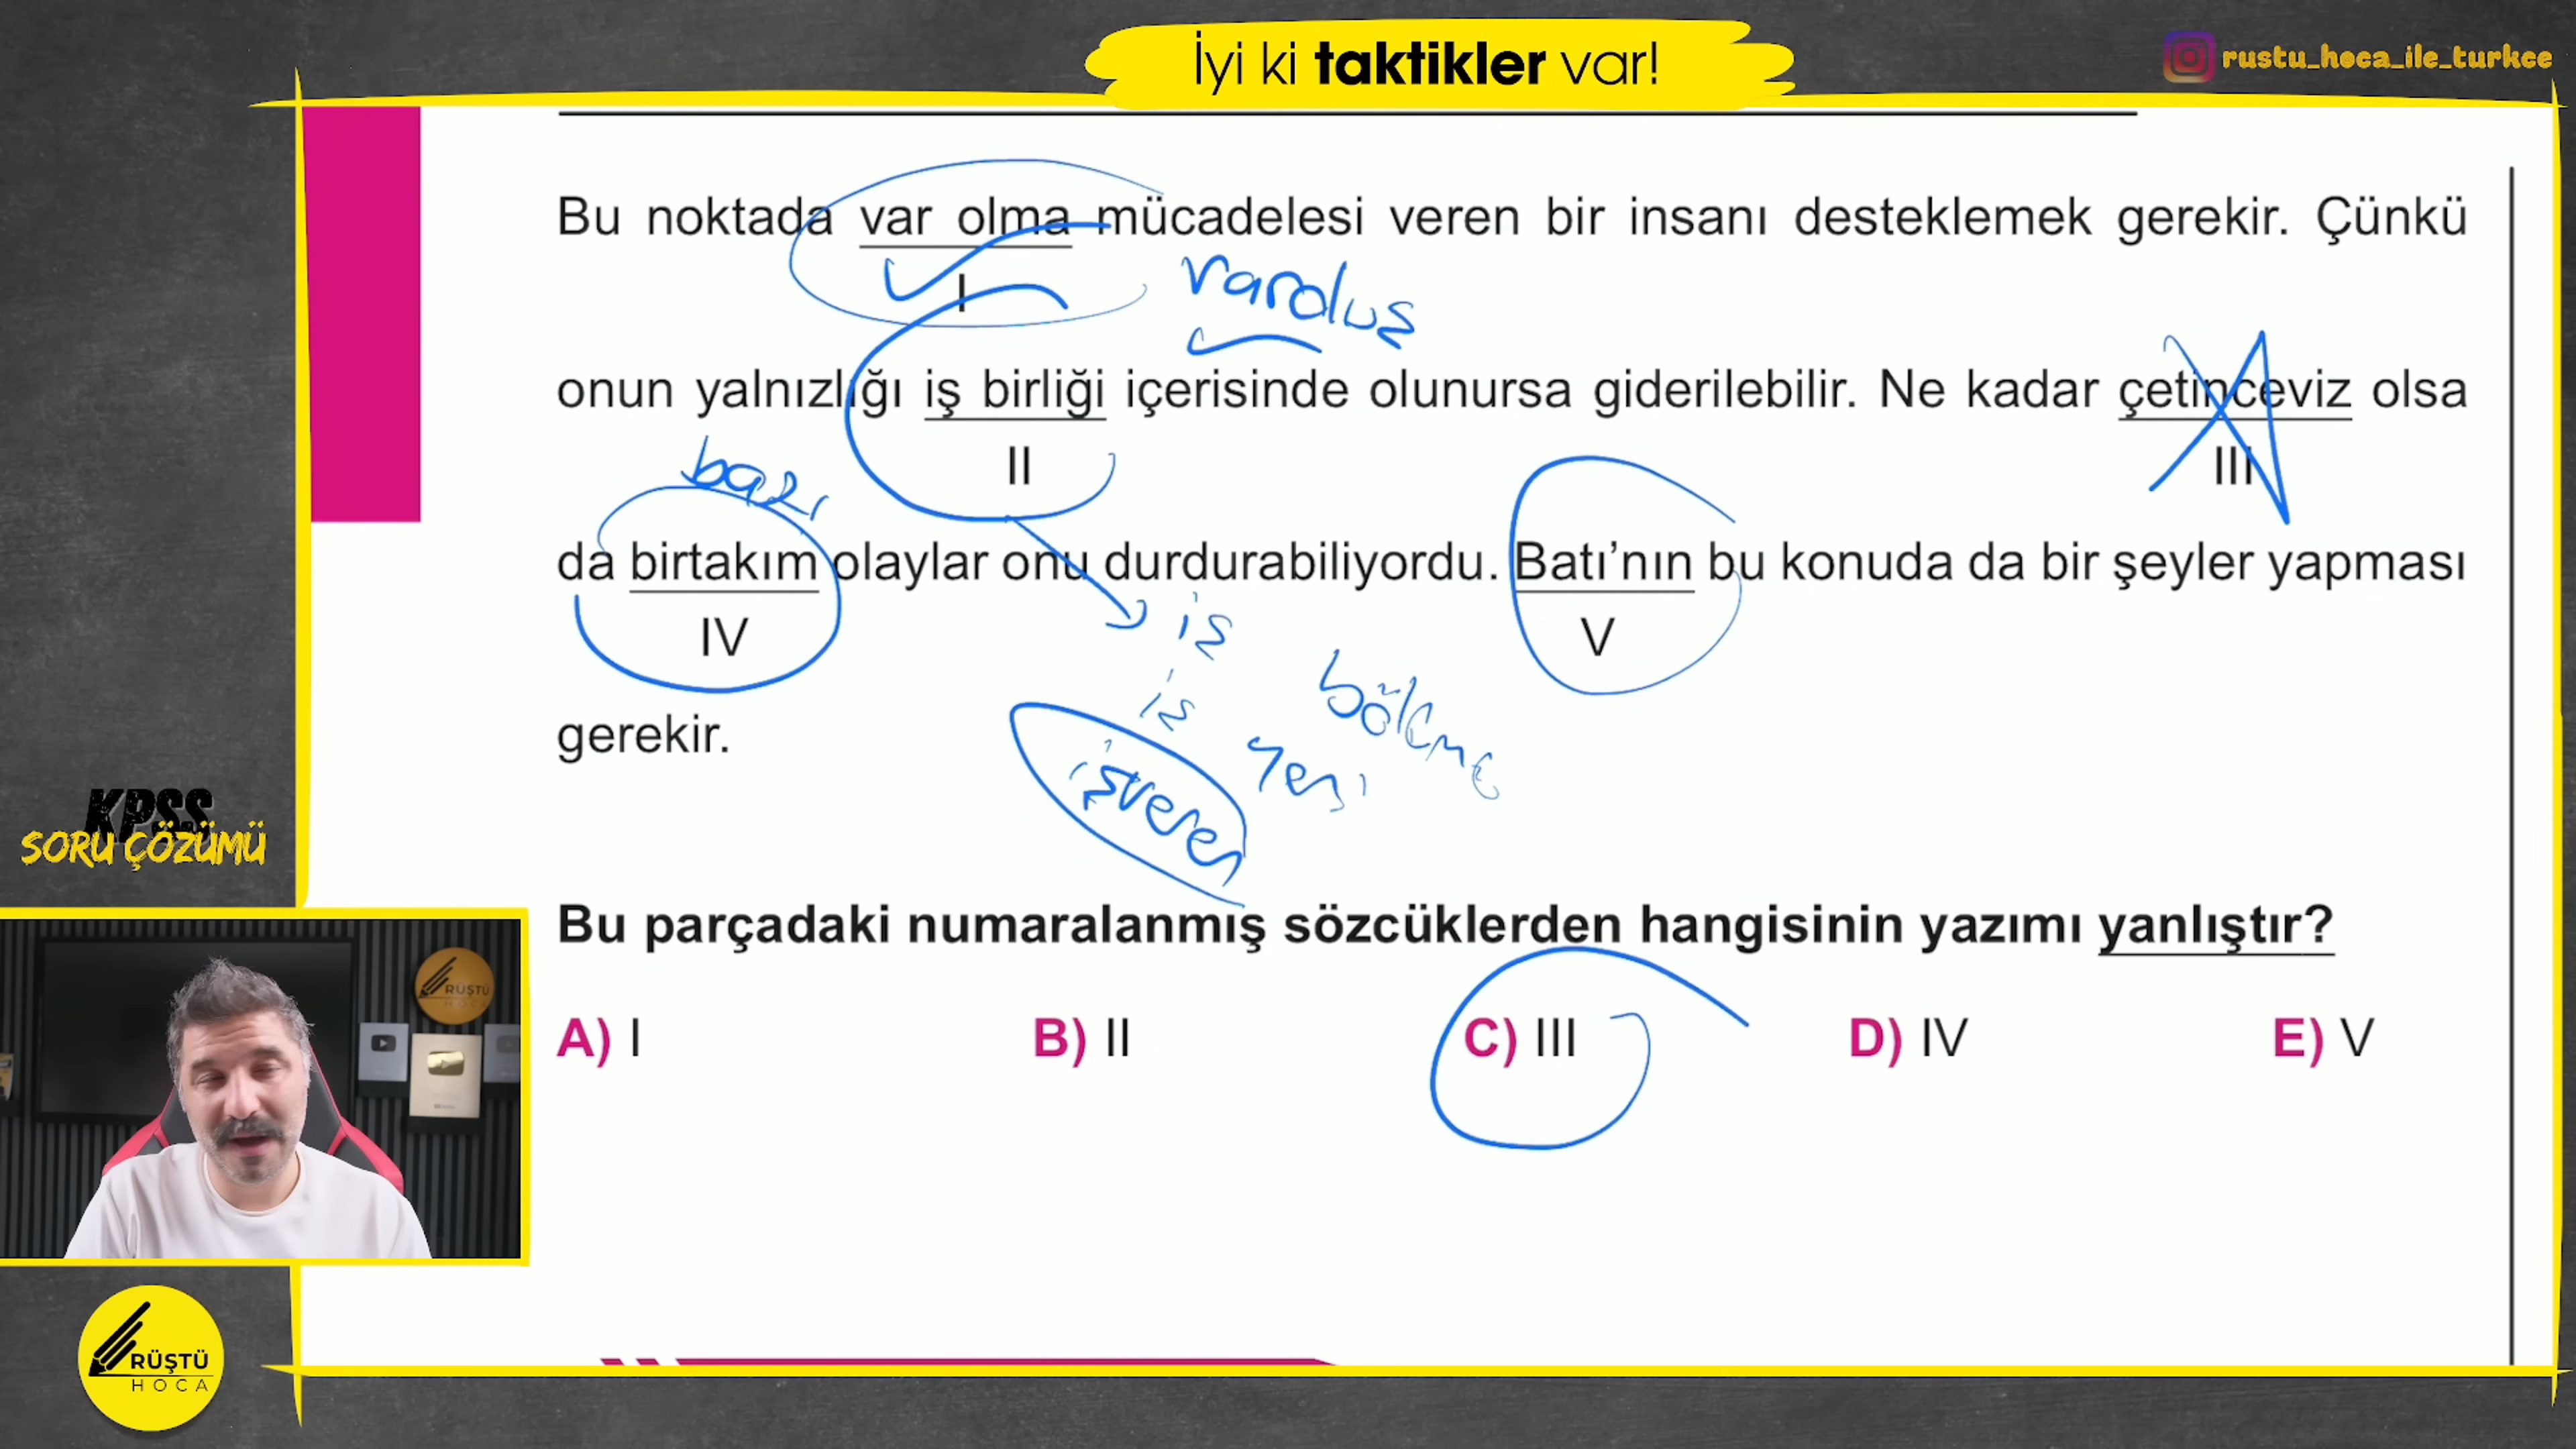 İyi ki taktikler var!
rustu_hoca_ile_turkce
Bu noktada var olma mücadelesi veren bir insanı desteklemek gerekir. Çünkü
I
varoluş
onun yalnızlığı iş birliği içerisinde olunursa giderilebilir. Ne kadar çetinceviz olsa
II
III
bazı
da birtakım olaylar onu durdurabiliyordu. Batı’nın bu konuda da bir şeyler yapması
IV
V
iş
bölümü
iş
yeri
işveren
gerekir.
KPSS
SORU ÇÖZÜMÜ
Bu parçadaki numaralanmış sözcüklerden hangisinin yazımı yanlıştır?
A) I
B) II
C) III
D) IV
E) V
RÜŞTÜ
HOCA
RÜŞTÜ
HOCA